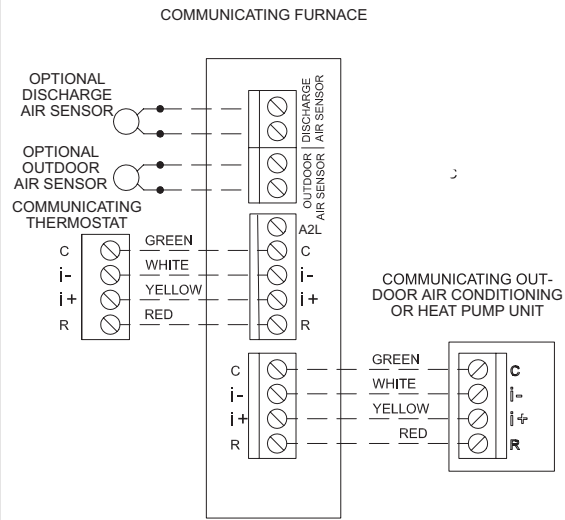 COMMUNICATING FURNACE
OPTIONAL
DISCHARGE
AIR SENSOR
DISCHARGE
AIR SENSOR
OPTIONAL
OUTDOOR
AIR SENSOR
OUTDOOR
AIR SENSOR
COMMUNICATING
THERMOSTAT
A2L
C GREEN C
i- WHITE i-
i+ YELLOW i+
R RED R
COMMUNICATING OUT-
DOOR AIR CONDITIONING
OR HEAT PUMP UNIT
C GREEN C
i- WHITE i-
i+ YELLOW i+
R RED R